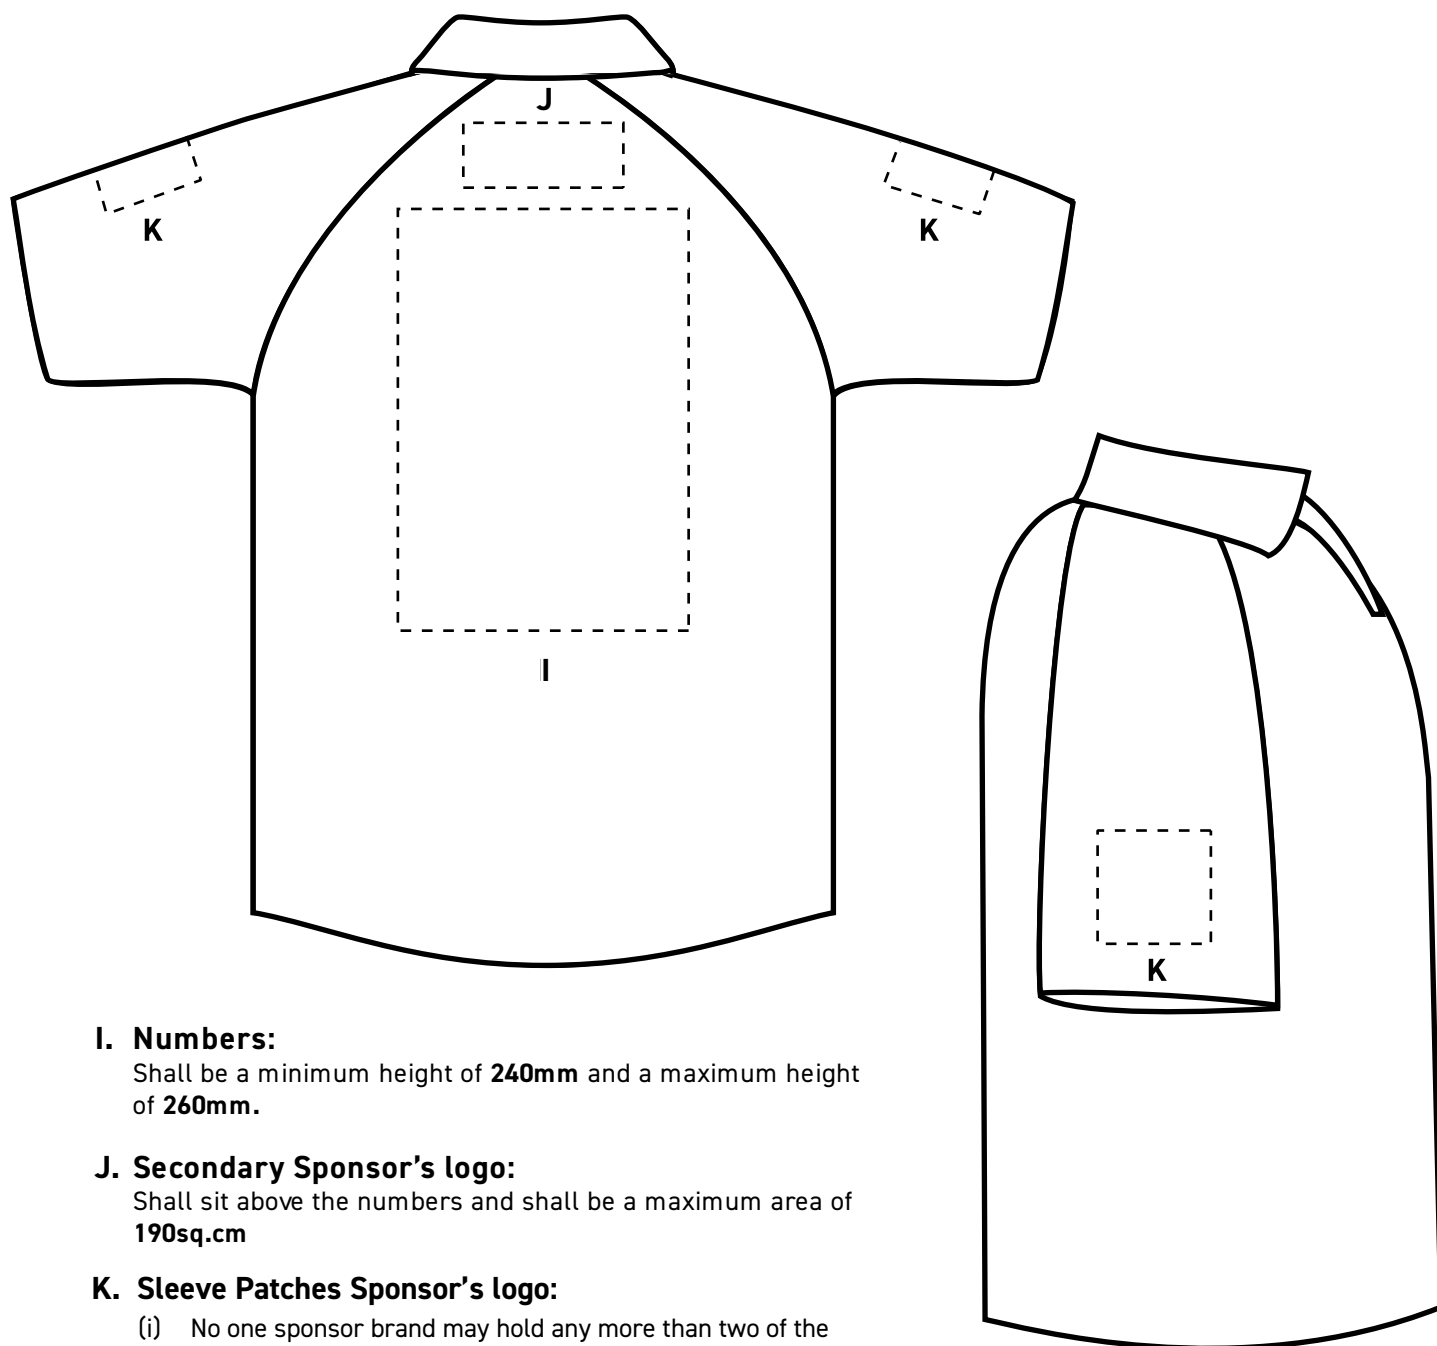 J
K
K
I
K
I. Numbers:
Shall be a minimum height of 240mm and a maximum height
of 260mm.
J. Secondary Sponsor’s logo:
Shall sit above the numbers and shall be a maximum area of
190sq.cm
K. Sleeve Patches Sponsor’s logo:
(i) No one sponsor brand may hold any more than two of the